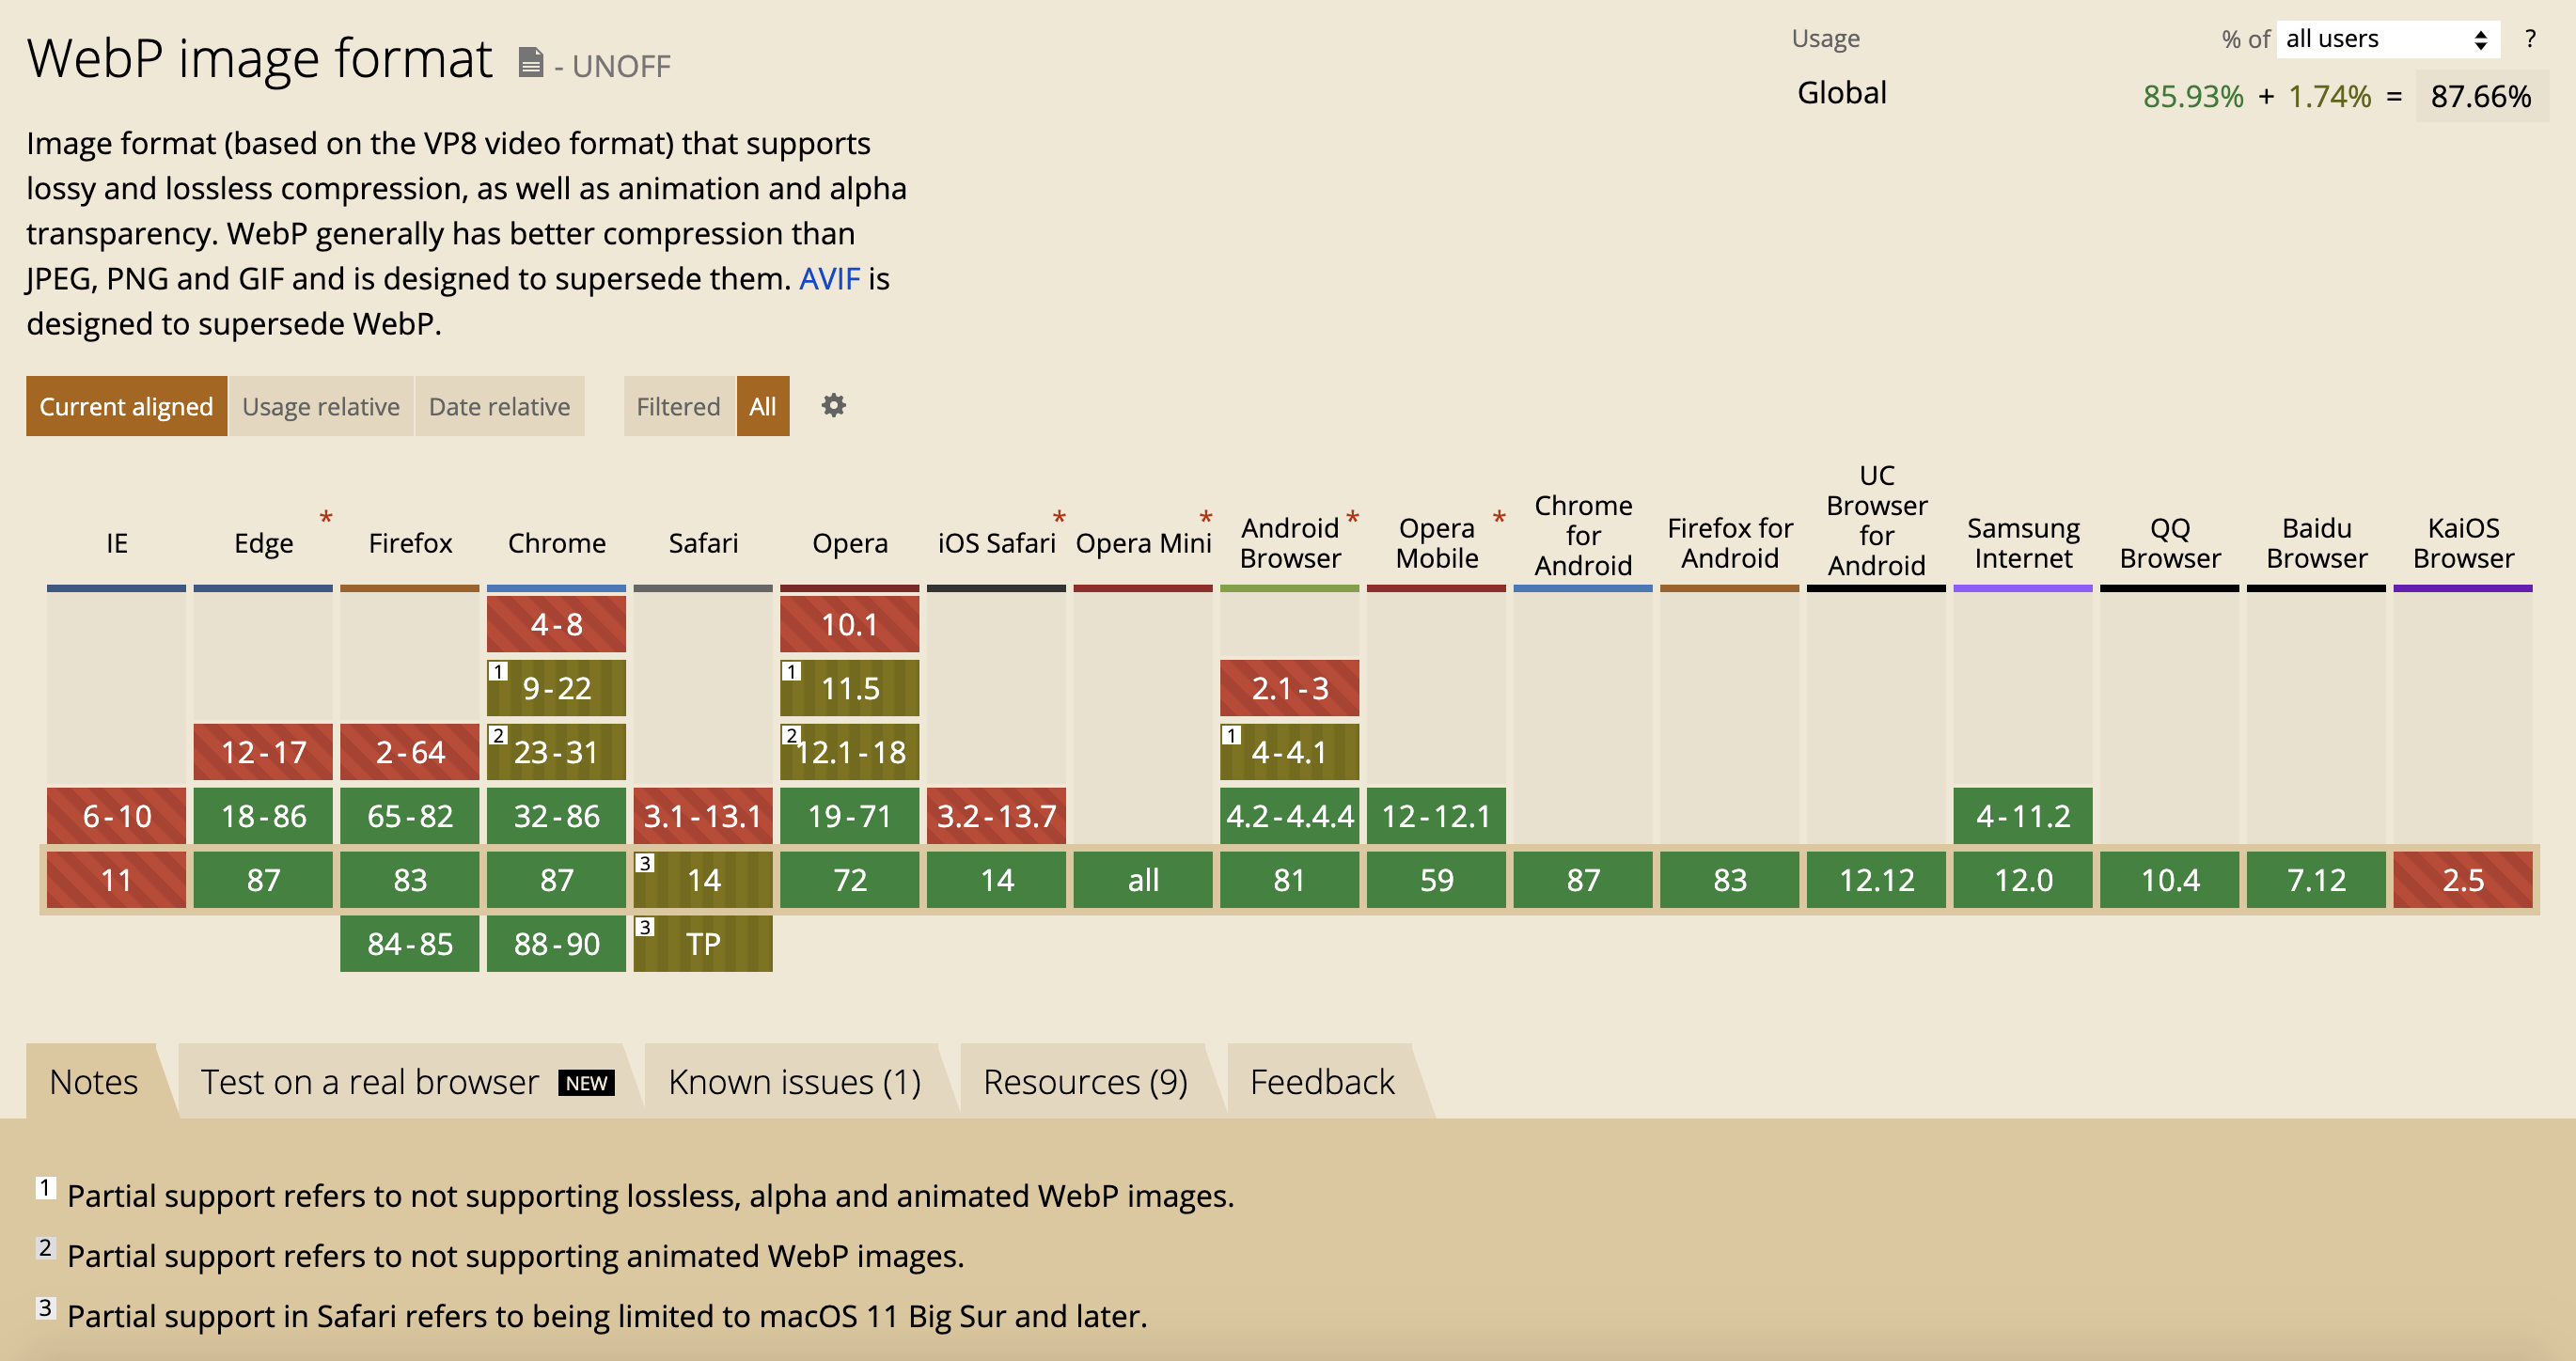 WebP image format - UNOFF
Usage % of all users ?
Global 85.93% + 1.74% = 87.66%
Image format (based on the VP8 video format) that supports
lossy and lossless compression, as well as animation and alpha
transparency. WebP generally has better compression than
JPEG, PNG and GIF and is designed to supersede them. AVIF is
designed to supersede WebP.
Current aligned Usage relative Date relative Filtered All
IE Edge * Firefox Chrome Safari Opera iOS Safari * Opera Mini * Android Browser * Opera Mobile * Chrome for Android Firefox for Android UC Browser for Android Samsung Internet QQ Browser Baidu Browser KaiOS Browser
4-8 10.1
1 9-22 1 11.5 2.1-3
12-17 2-64 2 23-31 2 12.1-18 1 4-4.1
6-10 18-86 65-82 32-86 3.1-13.1 19-71 3.2-13.7 4.2-4.4.4 12-12.1 4-11.2
11 87 83 87 3 14 72 14 all 81 59 87 83 12.12 12.0 10.4 7.12 2.5
84-85 88-90 3 TP
Notes Test on a real browser NEW Known issues (1) Resources (9) Feedback
1 Partial support refers to not supporting lossless, alpha and animated WebP images.
2 Partial support refers to not supporting animated WebP images.
3 Partial support in Safari refers to being limited to macOS 11 Big Sur and later.